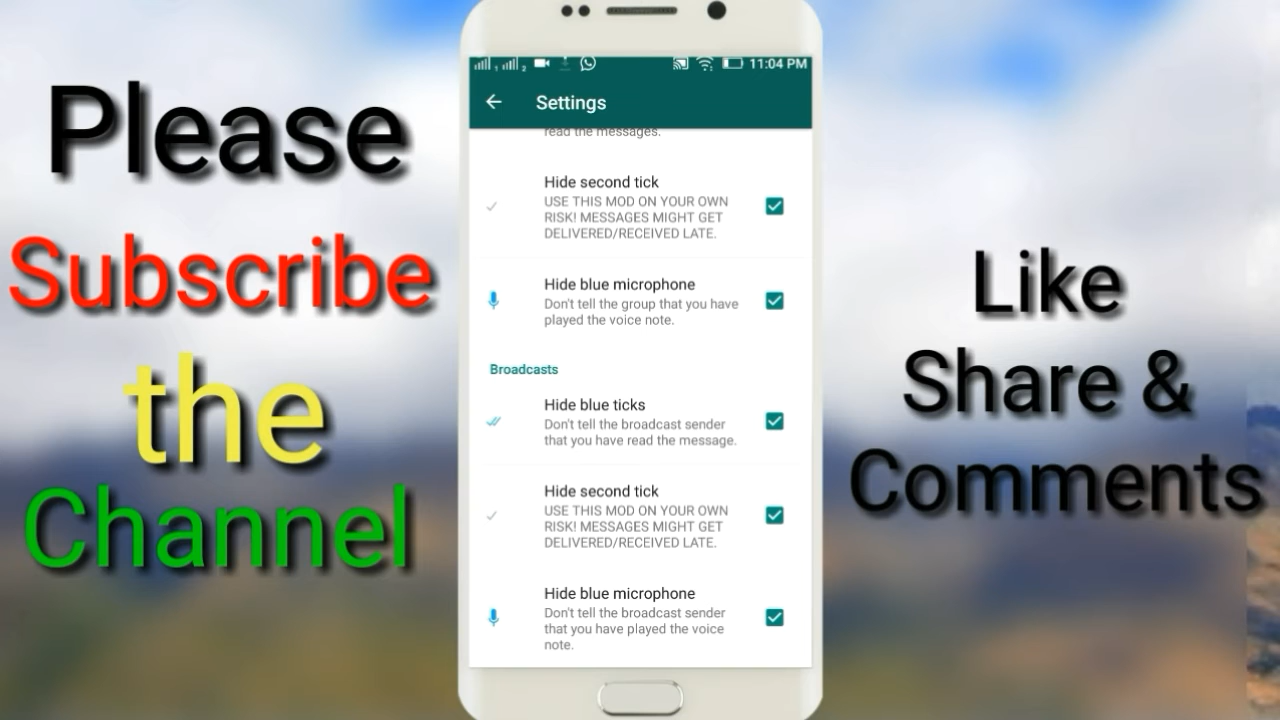 Please
Subscribe
the
Channel
1
2
11:04 PM
Settings
read the messages.
Hide second tick
USE THIS MOD ON YOUR OWN
RISK! MESSAGES MIGHT GET
DELIVERED/RECEIVED LATE.
Hide blue microphone
Don't tell the group that you have
played the voice note.
Broadcasts
Hide blue ticks
Don't tell the broadcast sender
that you have read the message.
Hide second tick
USE THIS MOD ON YOUR OWN
RISK! MESSAGES MIGHT GET
DELIVERED/RECEIVED LATE.
Hide blue microphone
Don't tell the broadcast sender
that you have played the voice
note.
Like
Share &
Comments